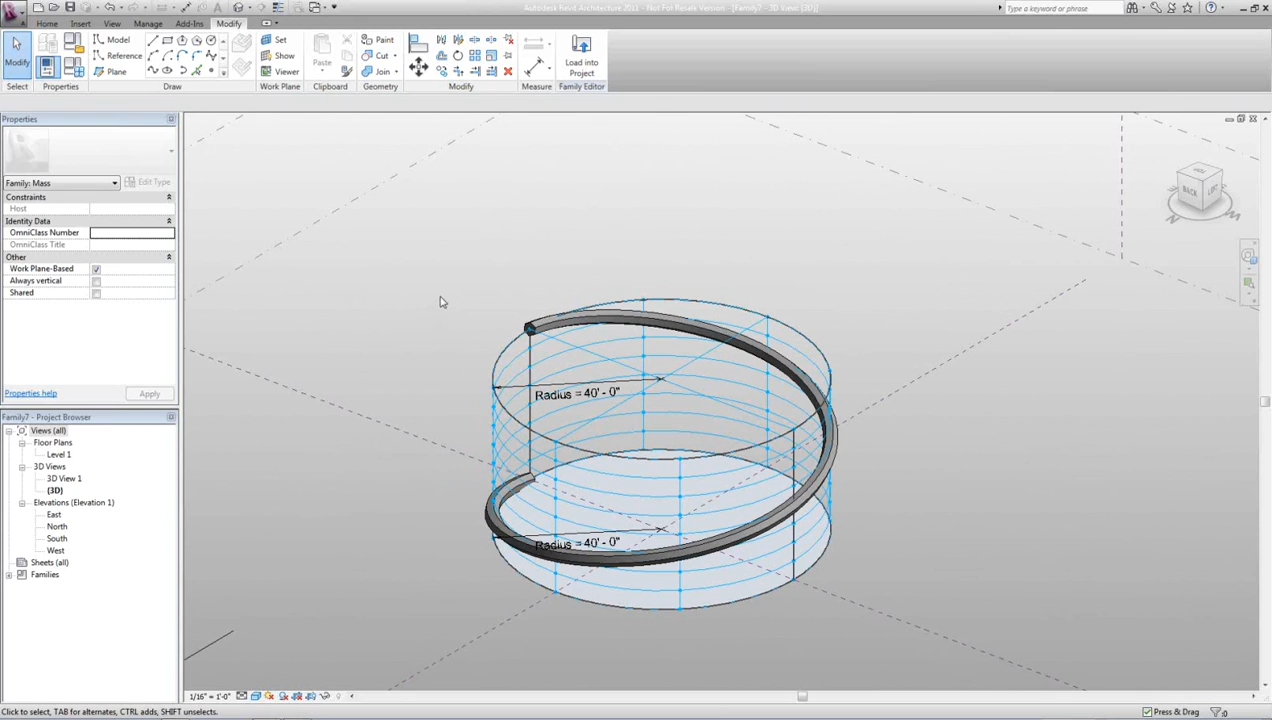 Autodesk Revit Architecture 2011 - Not For Resale Version - [Family7 - 3D View: {3D}]
Type a keyword or phrase
Home Insert View Manage Add-Ins Modify
Modify
Model
Reference
Plane
Set
Show
Viewer
Paste
Paint
Cut
Join
Load into
Project
Select Properties Draw Work Plane Clipboard Geometry Modify Measure Family Editor
Properties
Family: Mass
Edit Type
Constraints
Host
Identity Data
OmniClass Number
OmniClass Title
Other
Work Plane-Based
Always vertical
Shared
Properties help
Apply
Family7 - Project Browser
Views (all)
Floor Plans
Level 1
3D Views
3D View 1
{3D}
Elevations (Elevation 1)
East
North
South
West
Sheets (all)
Families
TOP
BACK
LEFT
N
W
Radius = 40' - 0"
Radius = 40' - 0"
1/16" = 1'-0"
Click to select, TAB for alternates, CTRL adds, SHIFT unselects.
Press & Drag
:0